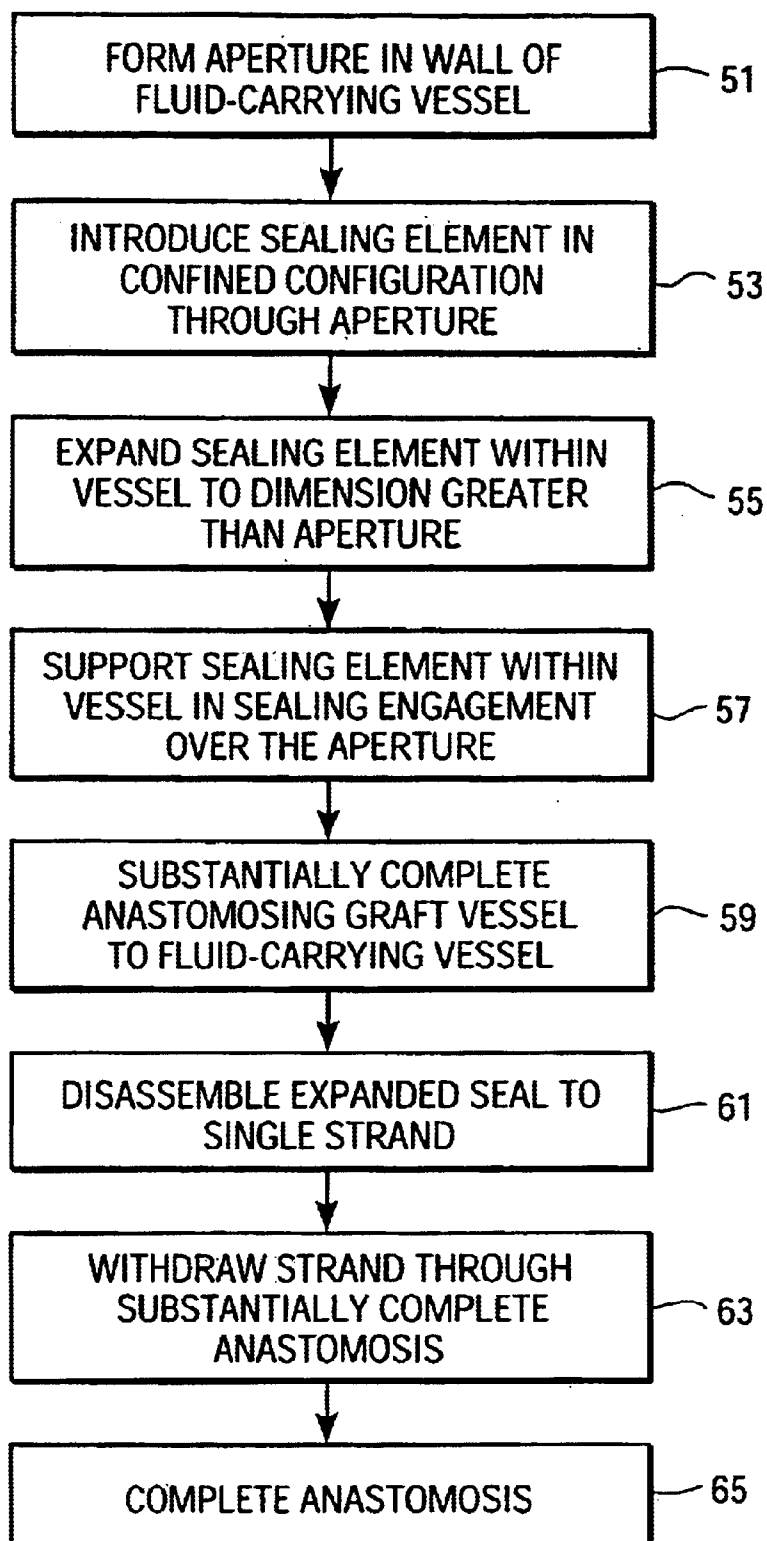 FORM APERTURE IN WALL OF
FLUID-CARRYING VESSEL
51
INTRODUCE SEALING ELEMENT IN
CONFINED CONFIGURATION
THROUGH APERTURE
53
EXPAND SEALING ELEMENT WITHIN
VESSEL TO DIMENSION GREATER
THAN APERTURE
55
SUPPORT SEALING ELEMENT WITHIN
VESSEL IN SEALING ENGAGEMENT
OVER THE APERTURE
57
SUBSTANTIALLY COMPLETE
ANASTOMOSING GRAFT VESSEL
TO FLUID-CARRYING VESSEL
59
DISASSEMBLE EXPANDED SEAL TO
SINGLE STRAND
61
WITHDRAW STRAND THROUGH
SUBSTANTIALLY COMPLETE
ANASTOMOSIS
63
COMPLETE ANASTOMOSIS
65